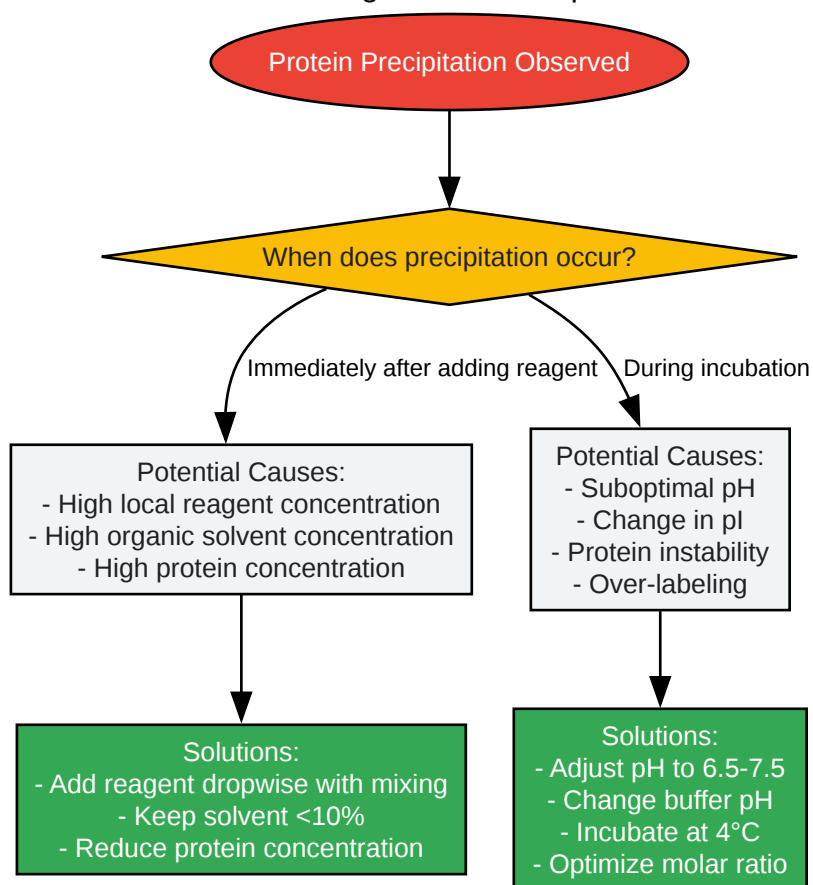 Protein Precipitation Observed
When does precipitation occur?
Immediately after adding reagent
During incubation
Potential Causes:
- High local reagent concentration
- High organic solvent concentration
- High protein concentration
Potential Causes:
- Suboptimal pH
- Change in pI
- Protein instability
- Over-labeling
Solutions:
- Add reagent dropwise with mixing
- Keep solvent <10%
- Reduce protein concentration
Solutions:
- Adjust pH to 6.5-7.5
- Change buffer pH
- Incubate at 4°C
- Optimize molar ratio